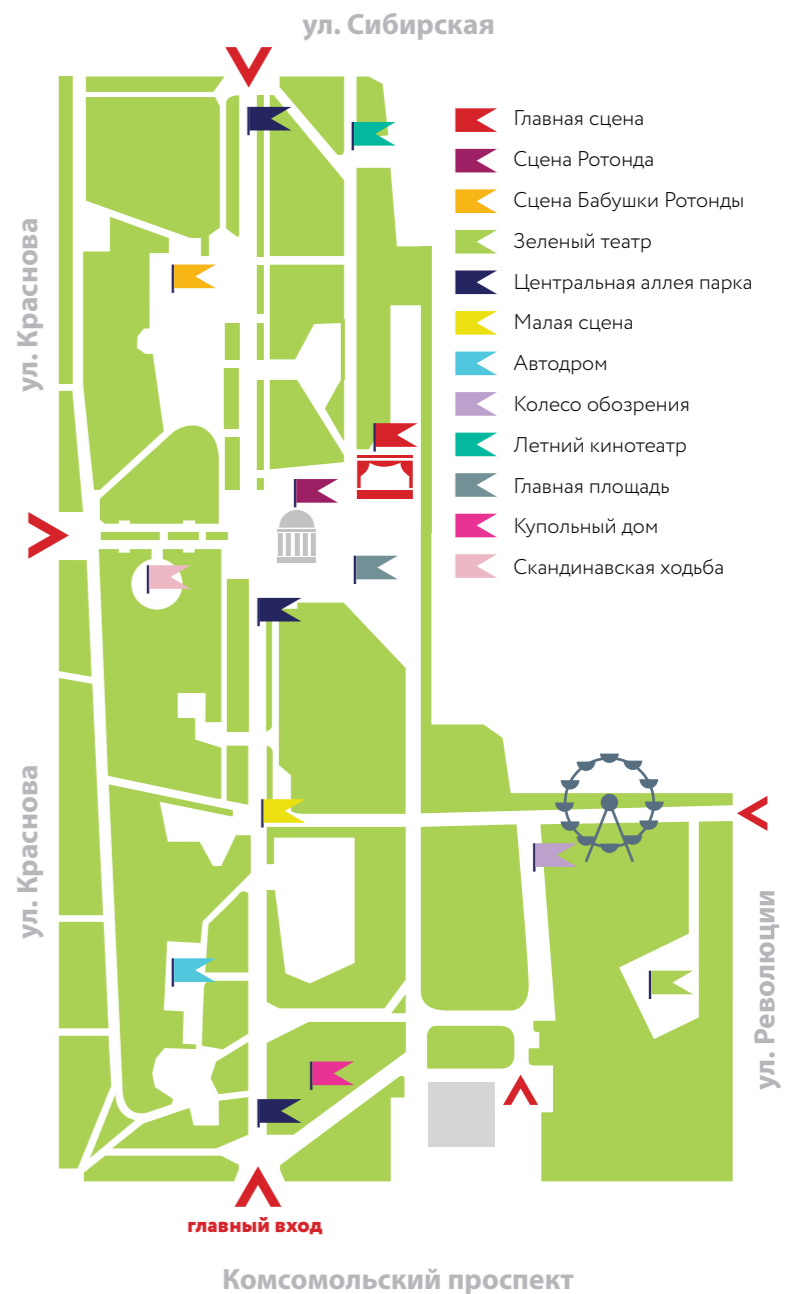 ул. Сибирская
Главная сцена
Сцена Ротонда
Сцена Бабушки Ротонды
Зеленый театр
Центральная аллея парка
Малая сцена
Автодром
Колесо обозрения
Летний кинотеатр
Главная площадь
Купольный дом
Скандинавская ходьба
ул. Краснова
ул. Краснова
ул. Революции
главный вход
Комсомольский проспект